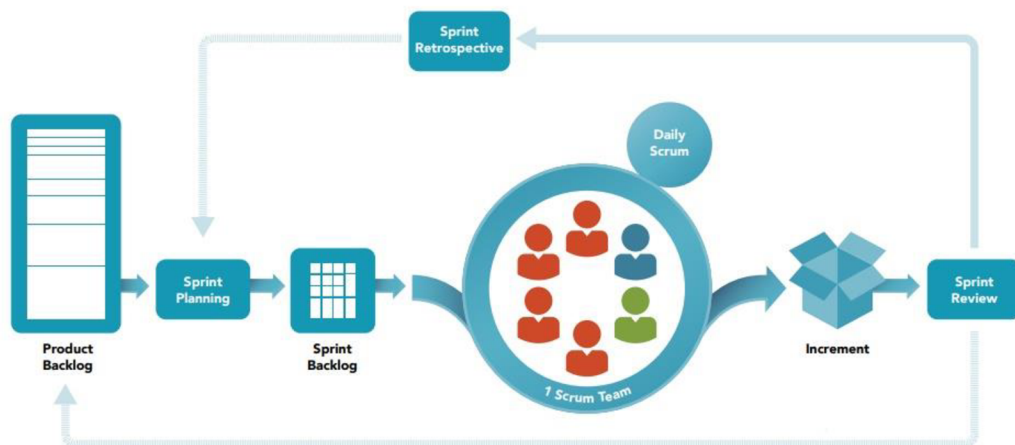 Sprint
Retrospective
Daily
Scrum
Sprint
Planning
Sprint
Review
Product
Backlog
Sprint
Backlog
Increment
1 Scrum Team